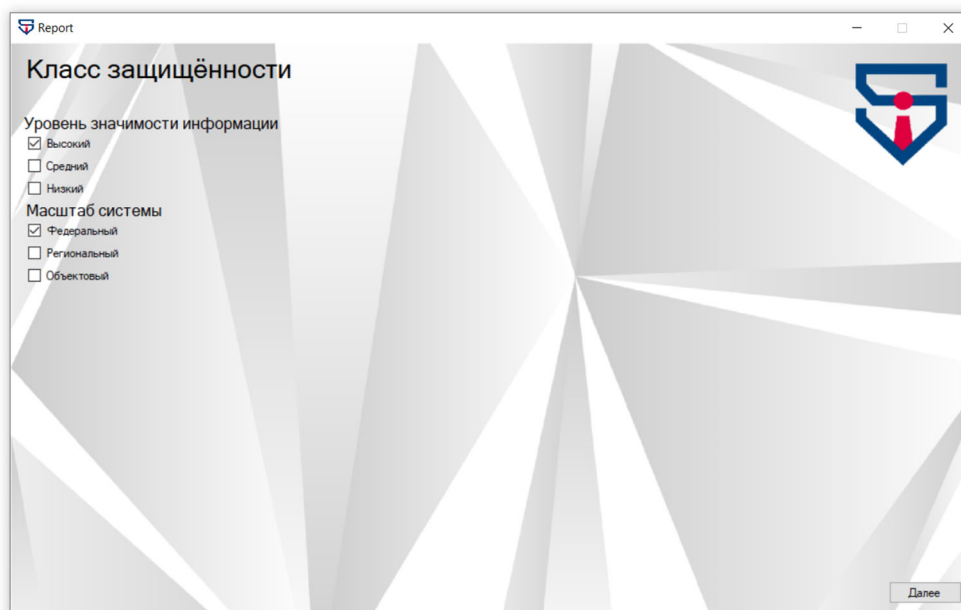 Report
Класс защищённости
Уровень значимости информации
Высокий
Средний
Низкий
Масштаб системы
Федеральный
Региональный
Объектовый
Далее